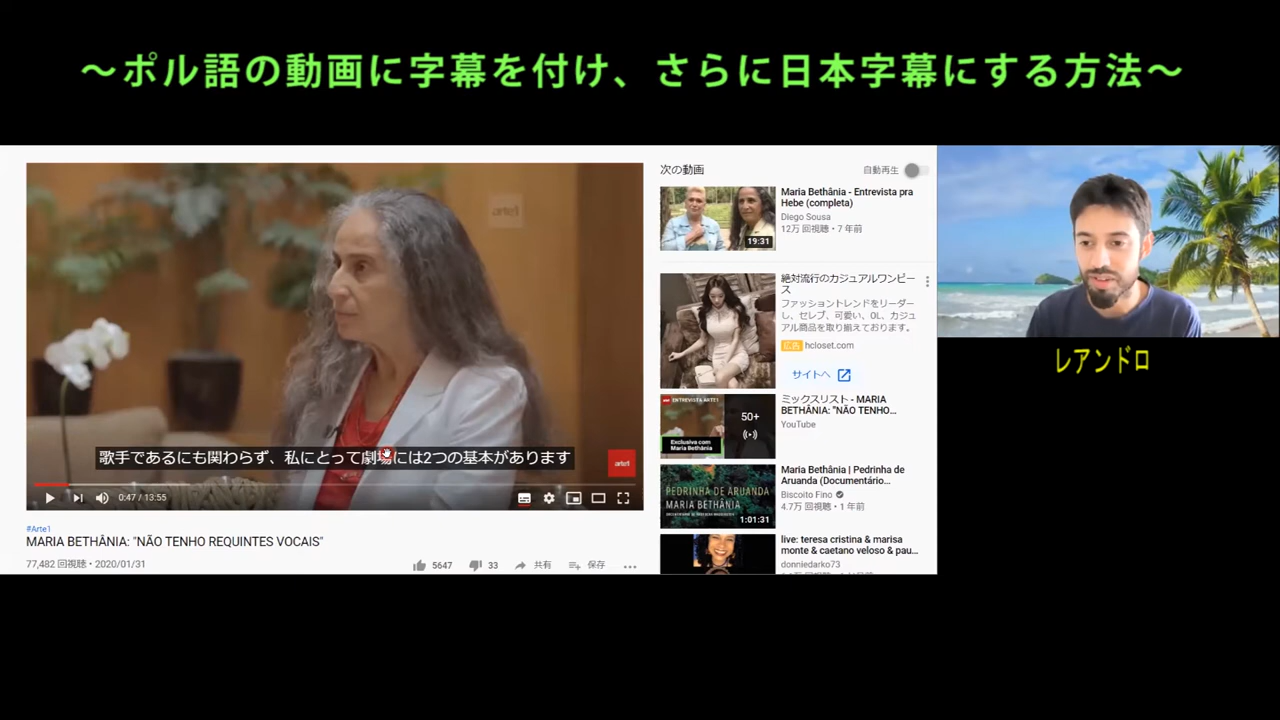 ～ポル語の動画に字幕を付け、さらに日本字幕にする方法～
arte1
歌手であるにも関わらず、私にとって劇場には2つの基本があります
arte1
0:47 / 13:55
#Arte1
MARIA BETHÂNIA: "NÃO TENHO REQUINTES VOCAIS"
77,482 回視聴・2020/01/31
5647
33
共有
保存
次の動画
自動再生
19:31
Maria Bethânia - Entrevista pra
Hebe (completa)
Diego Sousa
12万 回視聴・7 年前
絶対流行のカジュアルワンピー
ス
ファッショントレンドをリーダー
し、セレブ、可愛い、OL、カジュ
アル商品を取り揃えております。
広告 hcloset.com
サイトへ
ENTREVISTA ARTE1
Exclusiva com
Maria Bethânia
50+
ミックスリスト - MARIA
BETHÂNIA: "NÃO TENHO...
YouTube
PEDRINHA DE ARUANDA
MARIA BETHÂNIA
1:01:31
Maria Bethânia | Pedrinha de
Aruanda (Documentário...
Biscoito Fino
4.7万 回視聴・1 年前
live: teresa cristina & marisa
monte & caetano veloso & pau...
donniedarko73
レアンドロ